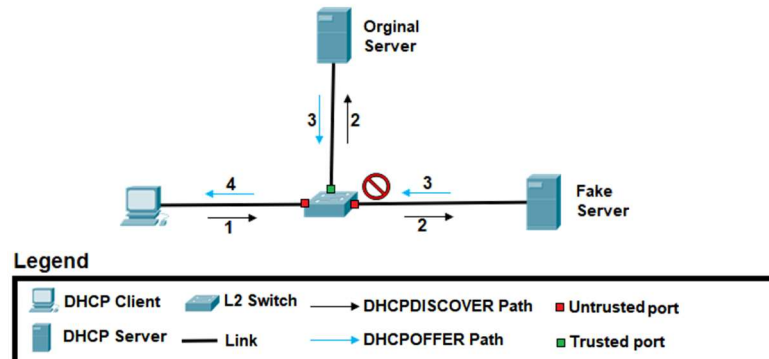 Orginal
Server
3
2
4
3
1
2
Fake
Server
Legend
DHCP Client
L2 Switch
DHCPDISCOVER Path
Untrusted port
DHCP Server
Link
DHCPOFFER Path
Trusted port